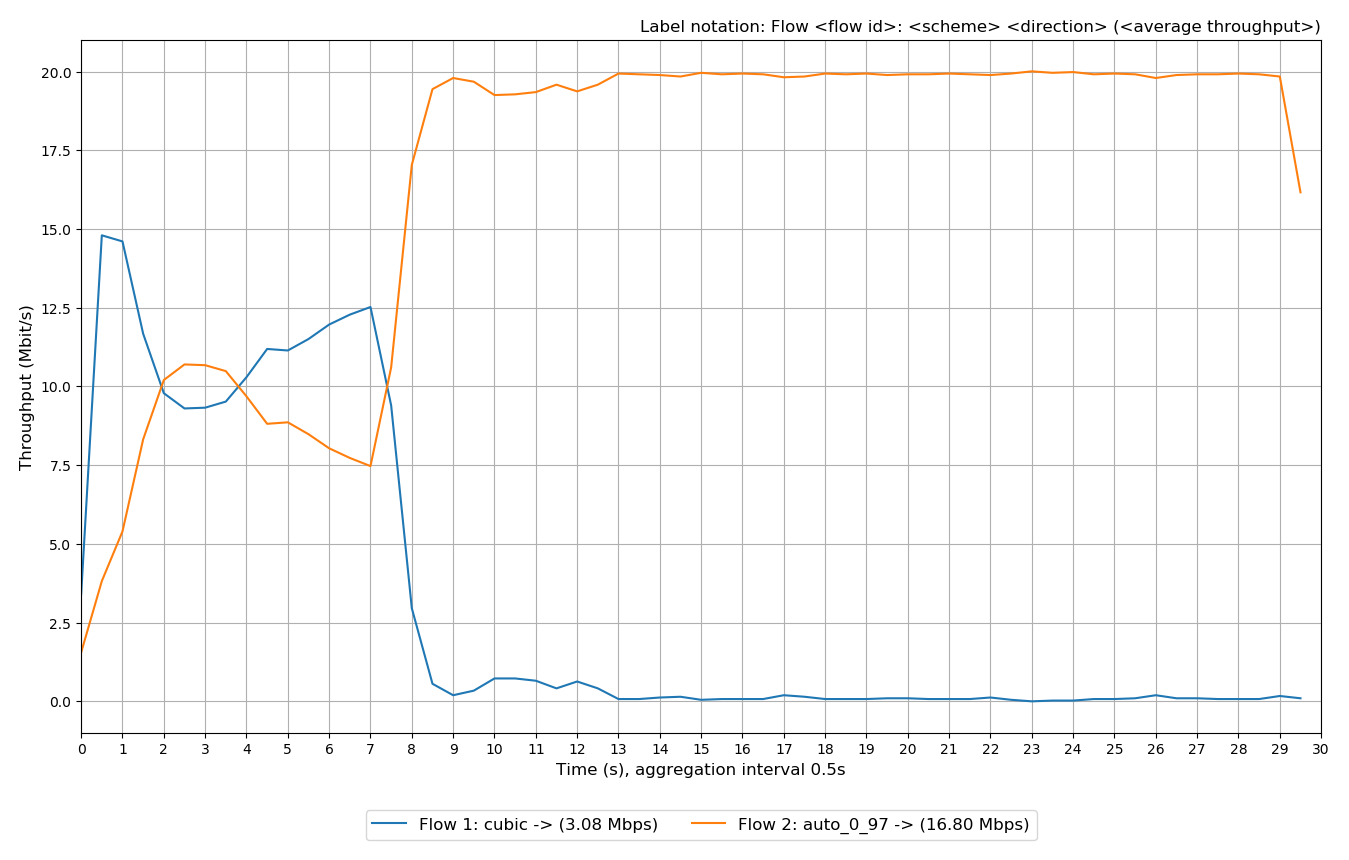 Label notation: Flow <flow id>: <scheme> <direction> (<average throughput>)
20.0
17.5
15.0
12.5
10.0
7.5
5.0
2.5
0.0
Throughput (Mbit/s)
0 1 2 3 4 5 6 7 8 9 10 11 12 13 14 15 16 17 18 19 20 21 22 23 24 25 26 27 28 29 30
Time (s), aggregation interval 0.5s
Flow 1: cubic -> (3.08 Mbps) Flow 2: auto_0_97 -> (16.80 Mbps)